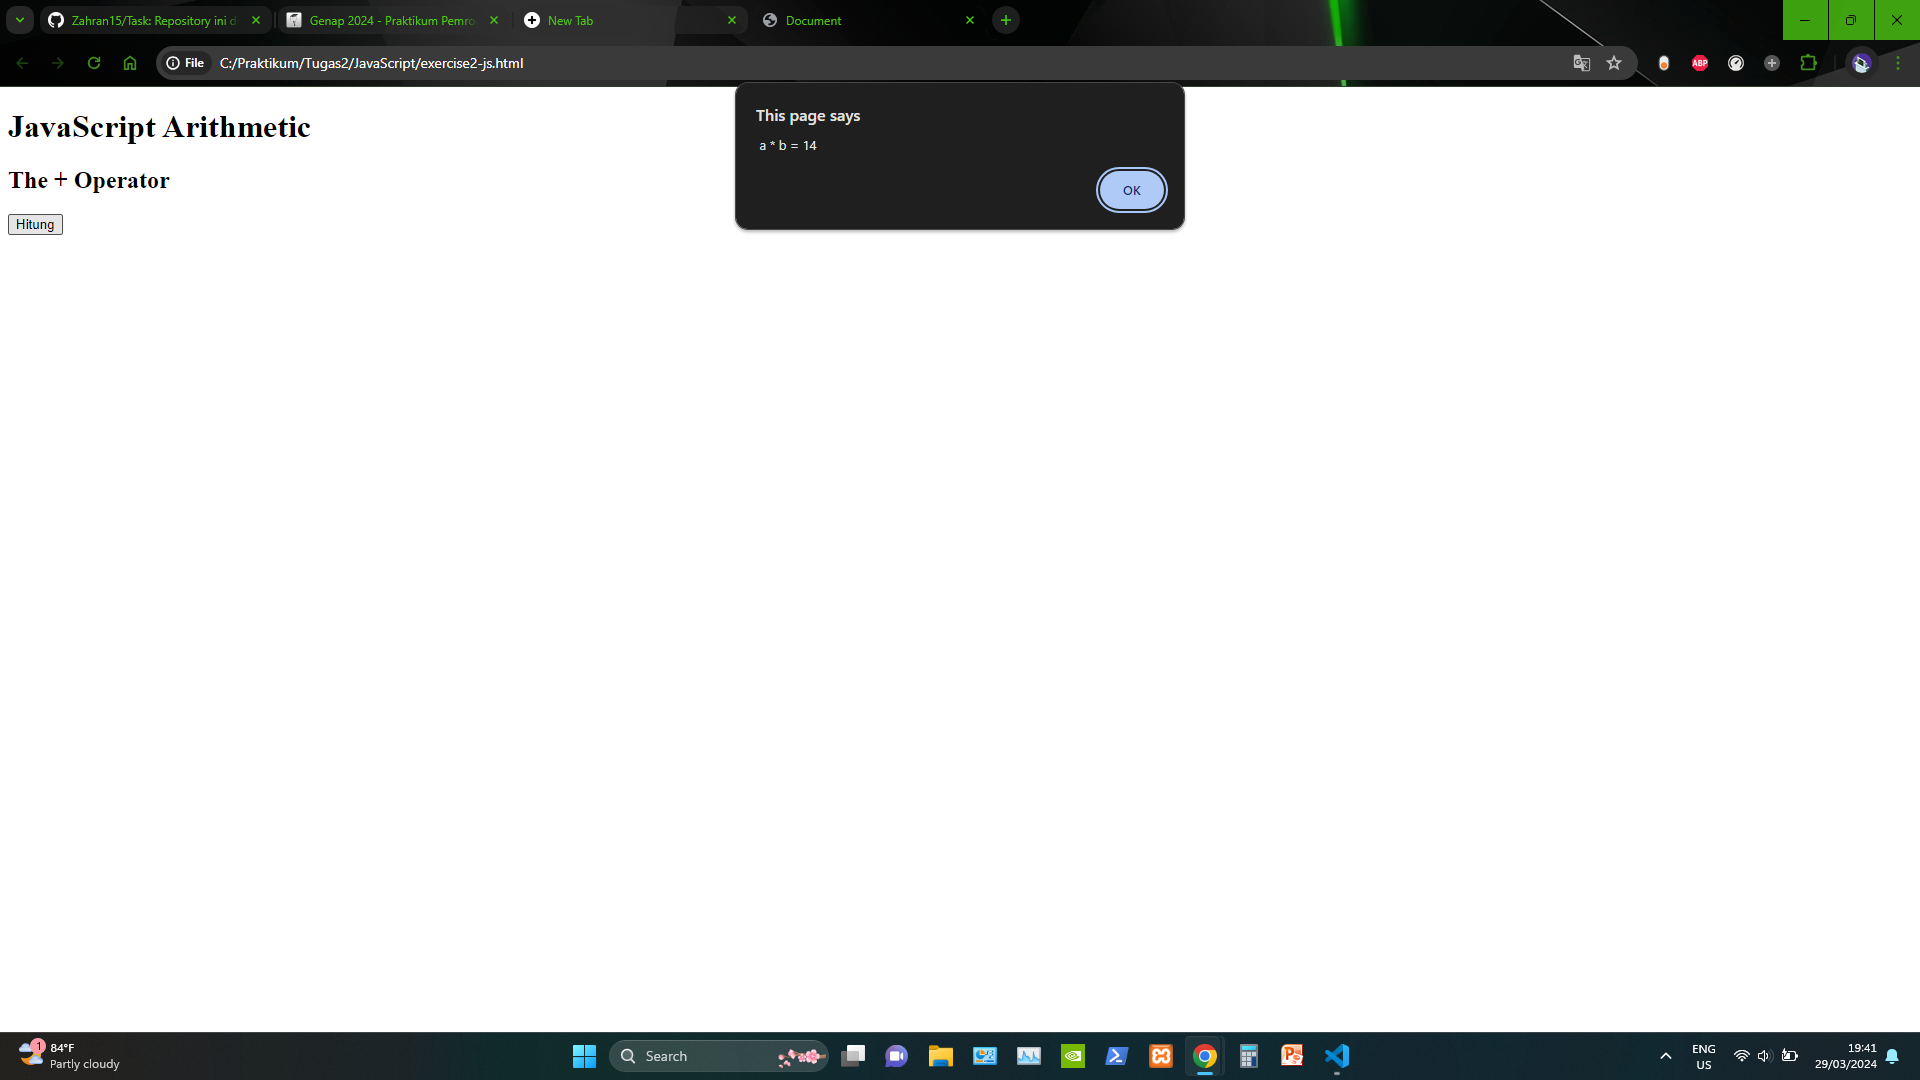 Zahran15/Task: Repository ini d
Genap 2024 - Praktikum Pemro
New Tab
Document
File
C:/Praktikum/Tugas2/JavaScript/exercise2-js.html
ABP
This page says
a * b = 14
OK
JavaScript Arithmetic
The + Operator
Hitung
1
84°F
Partly cloudy
Search
ENG
US
19:41
29/03/2024